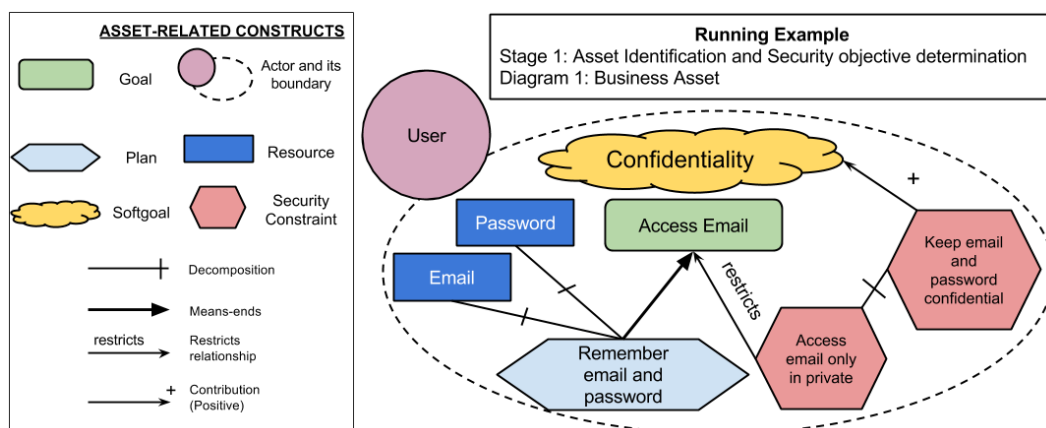 ASSET-RELATED CONSTRUCTS
Goal
Actor and its
boundary
Plan
Resource
Softgoal
Security
Constraint
Decomposition
Means-ends
restricts
Restricts
relationship
+
Contribution
(Positive)
Running Example
Stage 1: Asset Identification and Security objective determination
Diagram 1: Business Asset
User
Confidentiality
+
Password
Access Email
Keep email
and
password
confidential
Email
restricts
Remember
email and
password
Access
email only
in private